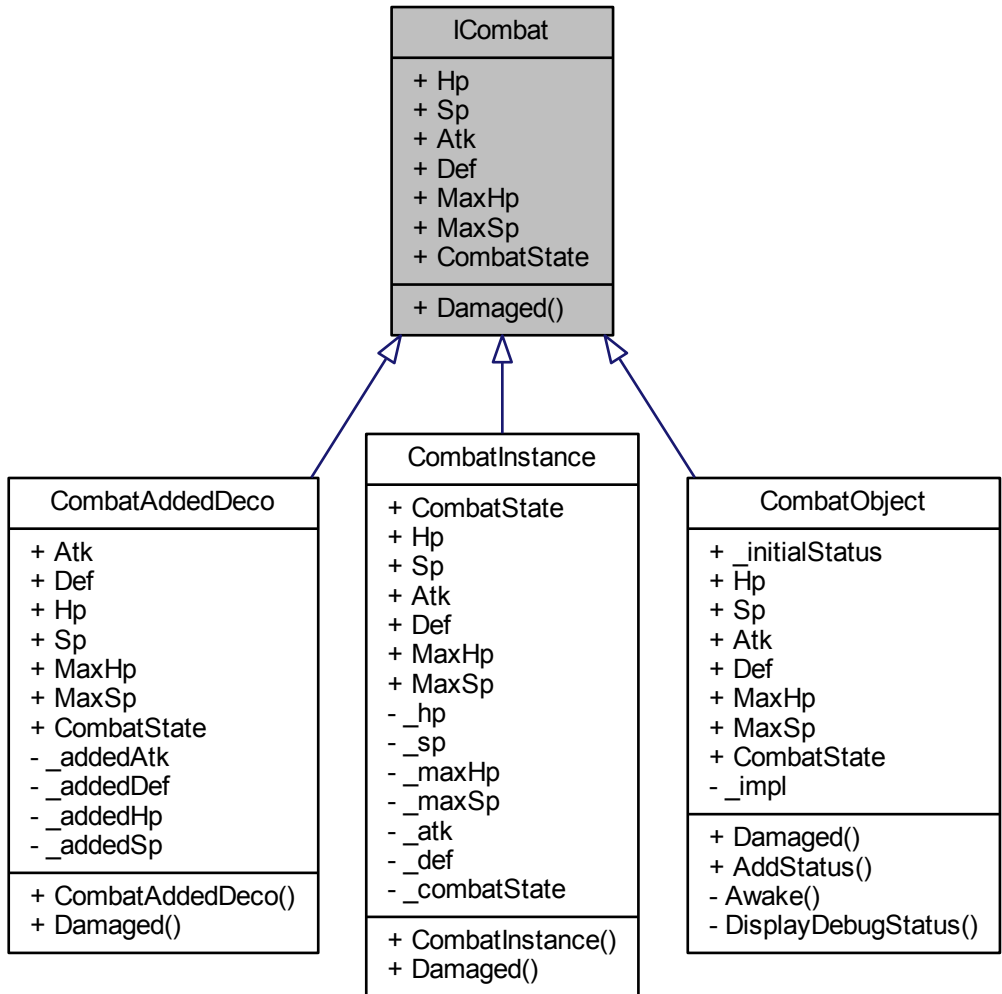 ICombat
+ Hp
+ Sp
+ Atk
+ Def
+ MaxHp
+ MaxSp
+ CombatState
+ Damaged()
CombatAddedDeco
+ Atk
+ Def
+ Hp
+ Sp
+ MaxHp
+ MaxSp
+ CombatState
- _addedAtk
- _addedDef
- _addedHp
- _addedSp
+ CombatAddedDeco()
+ Damaged()
CombatInstance
+ CombatState
+ Hp
+ Sp
+ Atk
+ Def
+ MaxHp
+ MaxSp
- _hp
- _sp
- _maxHp
- _maxSp
- _atk
- _def
- _combatState
+ CombatInstance()
+ Damaged()
CombatObject
+ _initialStatus
+ Hp
+ Sp
+ Atk
+ Def
+ MaxHp
+ MaxSp
+ CombatState
- _impl
+ Damaged()
+ AddStatus()
- Awake()
- DisplayDebugStatus()